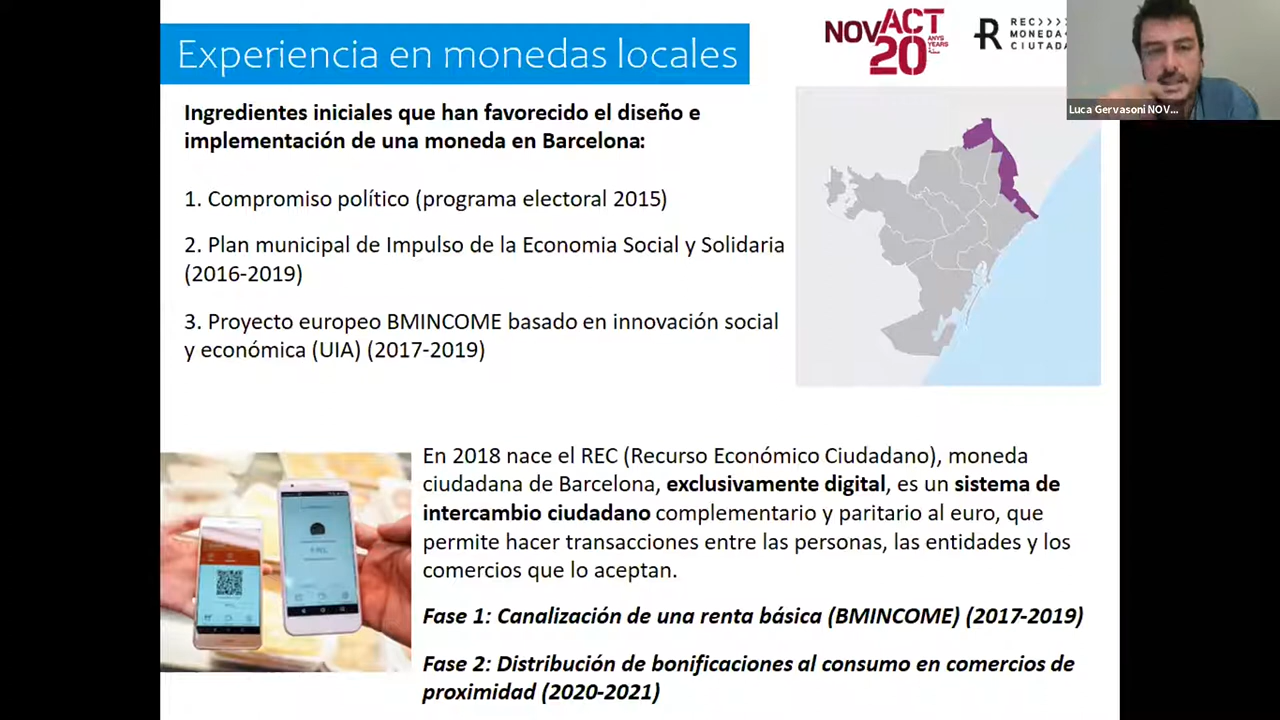 Experiencia en monedas locales
NOVACT
20
ANYS
YEARS
REC>>>>
MONEDA
CIUTADA
Luca Gervasoni NOV...
Ingredientes iniciales que han favorecido el diseño e
implementación de una moneda en Barcelona:
1. Compromiso político (programa electoral 2015)
2. Plan municipal de Impulso de la Economia Social y Solidaria
(2016-2019)
3. Proyecto europeo BMINCOME basado en innovación social
y económica (UIA) (2017-2019)
En 2018 nace el REC (Recurso Económico Ciudadano), moneda
ciudadana de Barcelona, exclusivamente digital, es un sistema de
intercambio ciudadano complementario y paritario al euro, que
permite hacer transacciones entre las personas, las entidades y los
comercios que lo aceptan.
Fase 1: Canalización de una renta básica (BMINCOME) (2017-2019)
Fase 2: Distribución de bonificaciones al consumo en comercios de
proximidad (2020-2021)